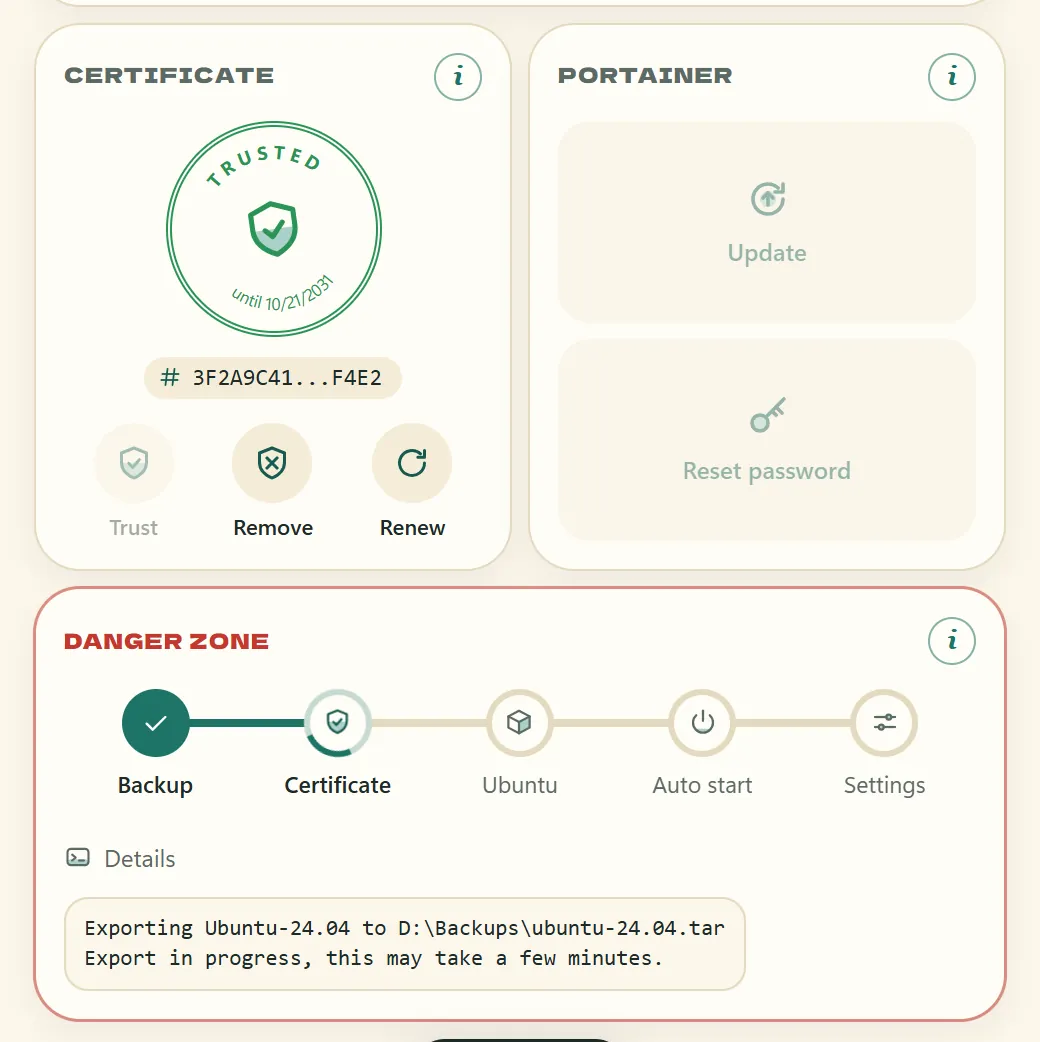 CERTIFICATE
i
TRUSTED
until 10/21/2031
# 3F2A9C41...F4E2
Trust
Remove
Renew
PORTAINER
i
Update
Reset password
DANGER ZONE
i
Backup
Certificate
Ubuntu
Auto start
Settings
Details
Exporting Ubuntu-24.04 to D:\Backups\ubuntu-24.04.tar
Export in progress, this may take a few minutes.